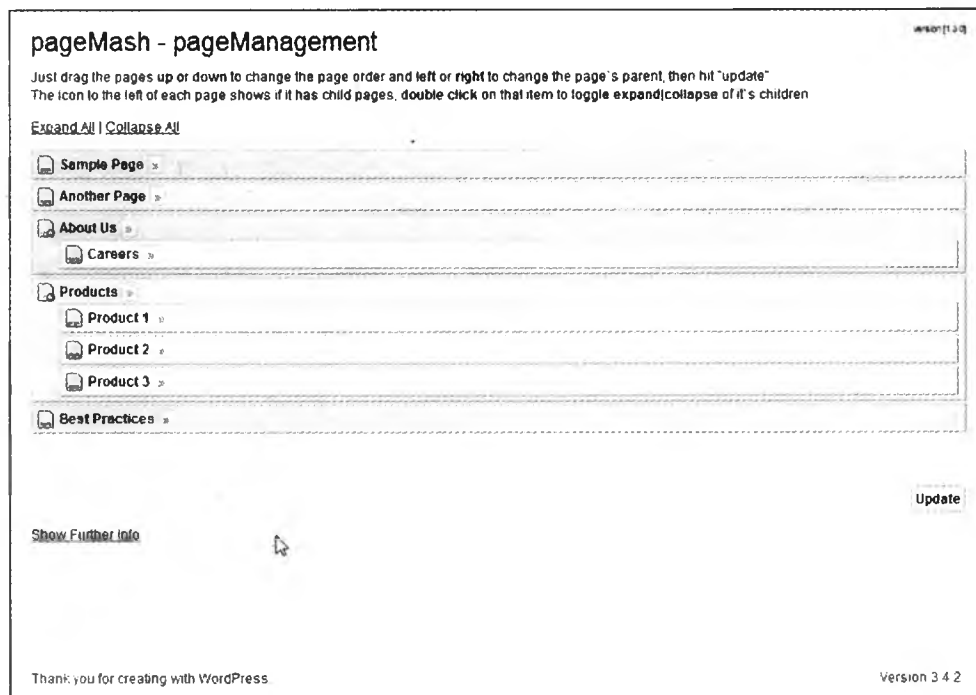 version [1.3.0]
pageMash - pageManagement
Just drag the pages up or down to change the page order and left or right to change the page's parent, then hit "update"
The icon to the left of each page shows if it has child pages, double click on that item to toggle expand|collapse of it's children
Expand All | Collapse All
Sample Page »
Another Page »
About Us »
Careers »
Products »
Product 1 »
Product 2 »
Product 3 »
Best Practices »
Update
Show Further Info
Thank you for creating with WordPress
Version 3.4.2